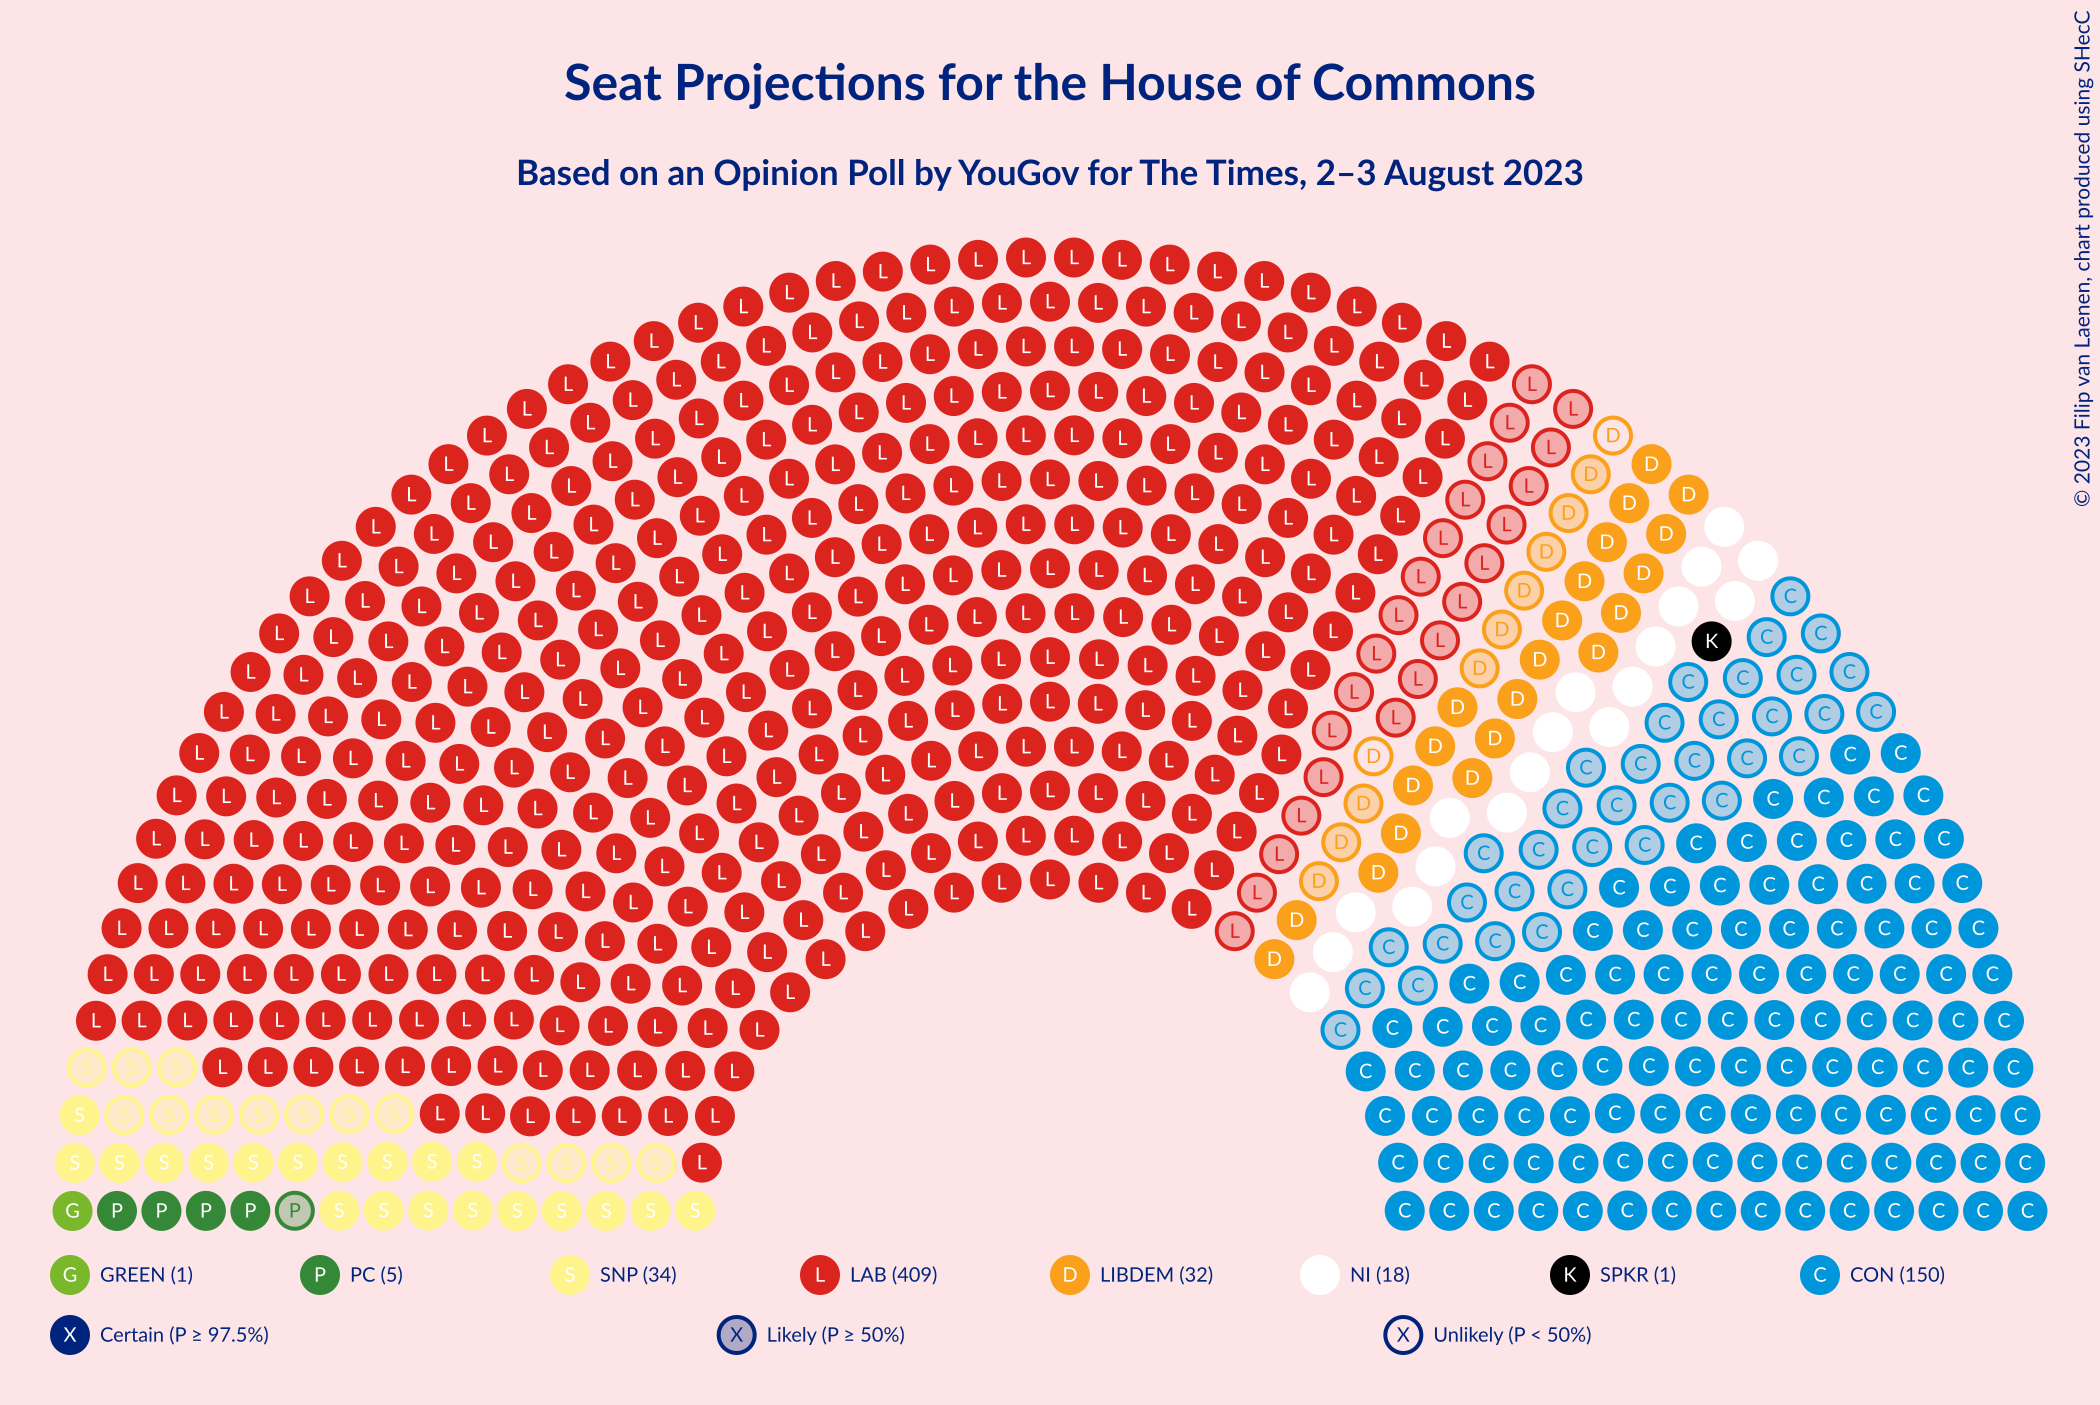 Seat Projections for the House of Commons
Based on an Opinion Poll by YouGov for The Times, 2–3 August 2023
© 2023 Filip van Laenen, chart produced using SHecC
G GREEN (1)
P PC (5)
S SNP (34)
L LAB (409)
D LIBDEM (32)
NI (18)
K SPKR (1)
C CON (150)
X Certain (P ≥ 97.5%)
X Likely (P ≥ 50%)
X Unlikely (P < 50%)